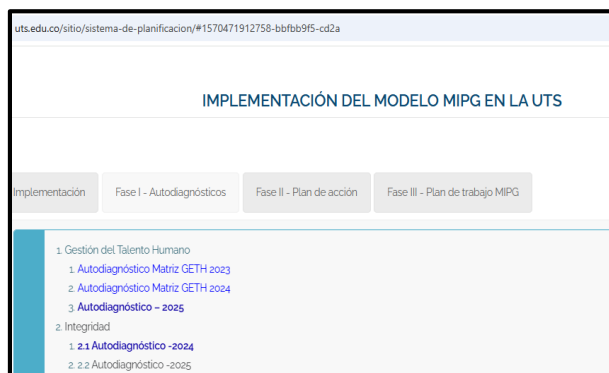 uts.edu.co/sitio/sistema-de-planificacion/#1570471912758-bbfbb9f5-cd2a
IMPLEMENTACIÓN DEL MODELO MIPG EN LA UTS
Implementación
Fase I - Autodiagnósticos
Fase II - Plan de acción
Fase III - Plan de trabajo MIPG
1. Gestión del Talento Humano
1. Autodiagnóstico Matriz GETH 2023
2. Autodiagnóstico Matriz GETH 2024
3. Autodiagnóstico – 2025
2. Integridad
1. 2.1 Autodiagnóstico -2024
2. 2.2 Autodiagnóstico -2025